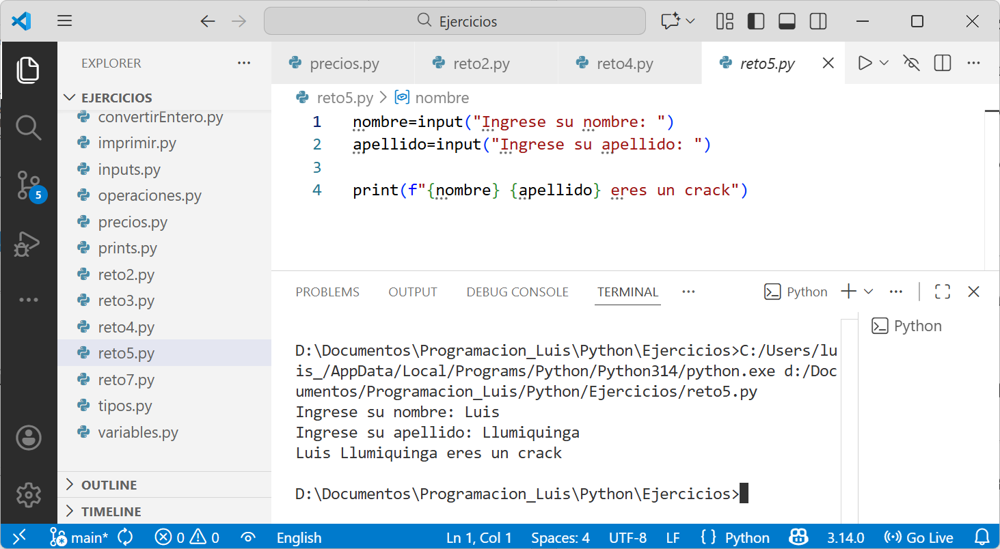 Ejercicios
EXPLORER
EJERCICIOS
convertirEntero.py
imprimir.py
inputs.py
operaciones.py
precios.py
prints.py
reto2.py
reto3.py
reto4.py
reto5.py
reto7.py
tipos.py
variables.py
OUTLINE
TIMELINE
5
precios.py reto2.py reto4.py reto5.py
reto5.py > nombre
1 nombre=input("Ingrese su nombre: ")
2 apellido=input("Ingrese su apellido: ")
3
4 print(f"{nombre} {apellido} eres un crack")
PROBLEMS OUTPUT DEBUG CONSOLE TERMINAL Python
Python
D:\Documentos\Programacion_Luis\Python\Ejercicios>C:/Users/lu
is_/AppData/Local/Programs/Python/Python314/python.exe d:/Doc
umentos/Programacion_Luis/Python/Ejercicios/reto5.py
Ingrese su nombre: Luis
Ingrese su apellido: Llumiquinga
Luis Llumiquinga eres un crack
D:\Documentos\Programacion_Luis\Python\Ejercicios>
main* 0 0 English Ln 1, Col 1 Spaces: 4 UTF-8 LF { } Python 3.14.0 Go Live